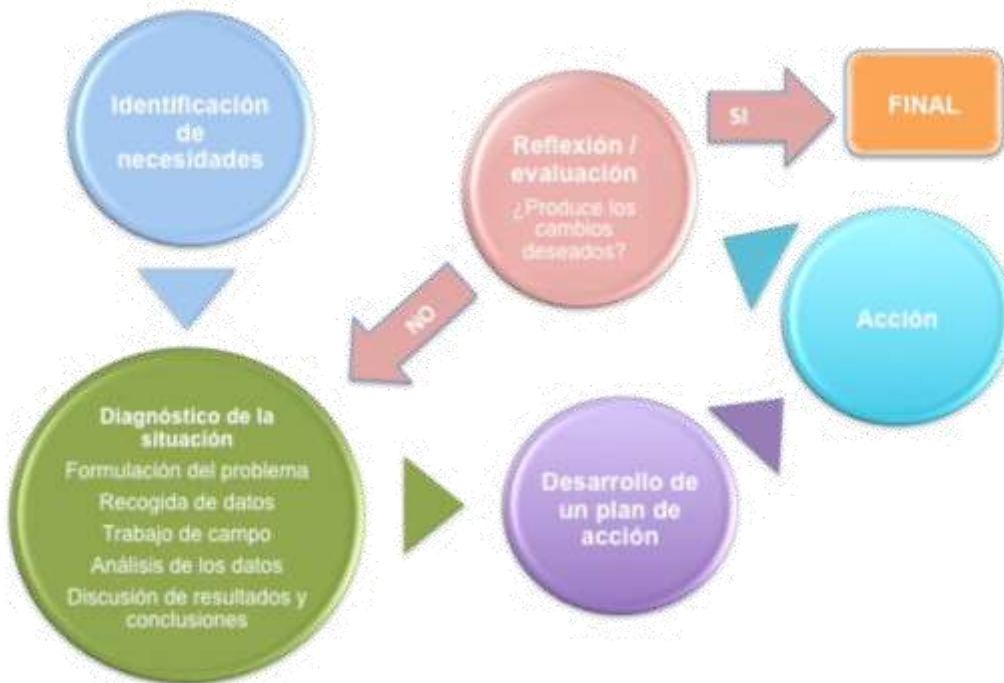 Identificación
de
necesidades
Reflexión /
evaluación
¿Produce los
cambios
deseados?
SI
FINAL
NO
Acción
Diagnóstico de la
situación
Formulación del problema
Recogida de datos
Trabajo de campo
Análisis de los datos
Discusión de resultados y
conclusiones
Desarrollo de
un plan de
acción